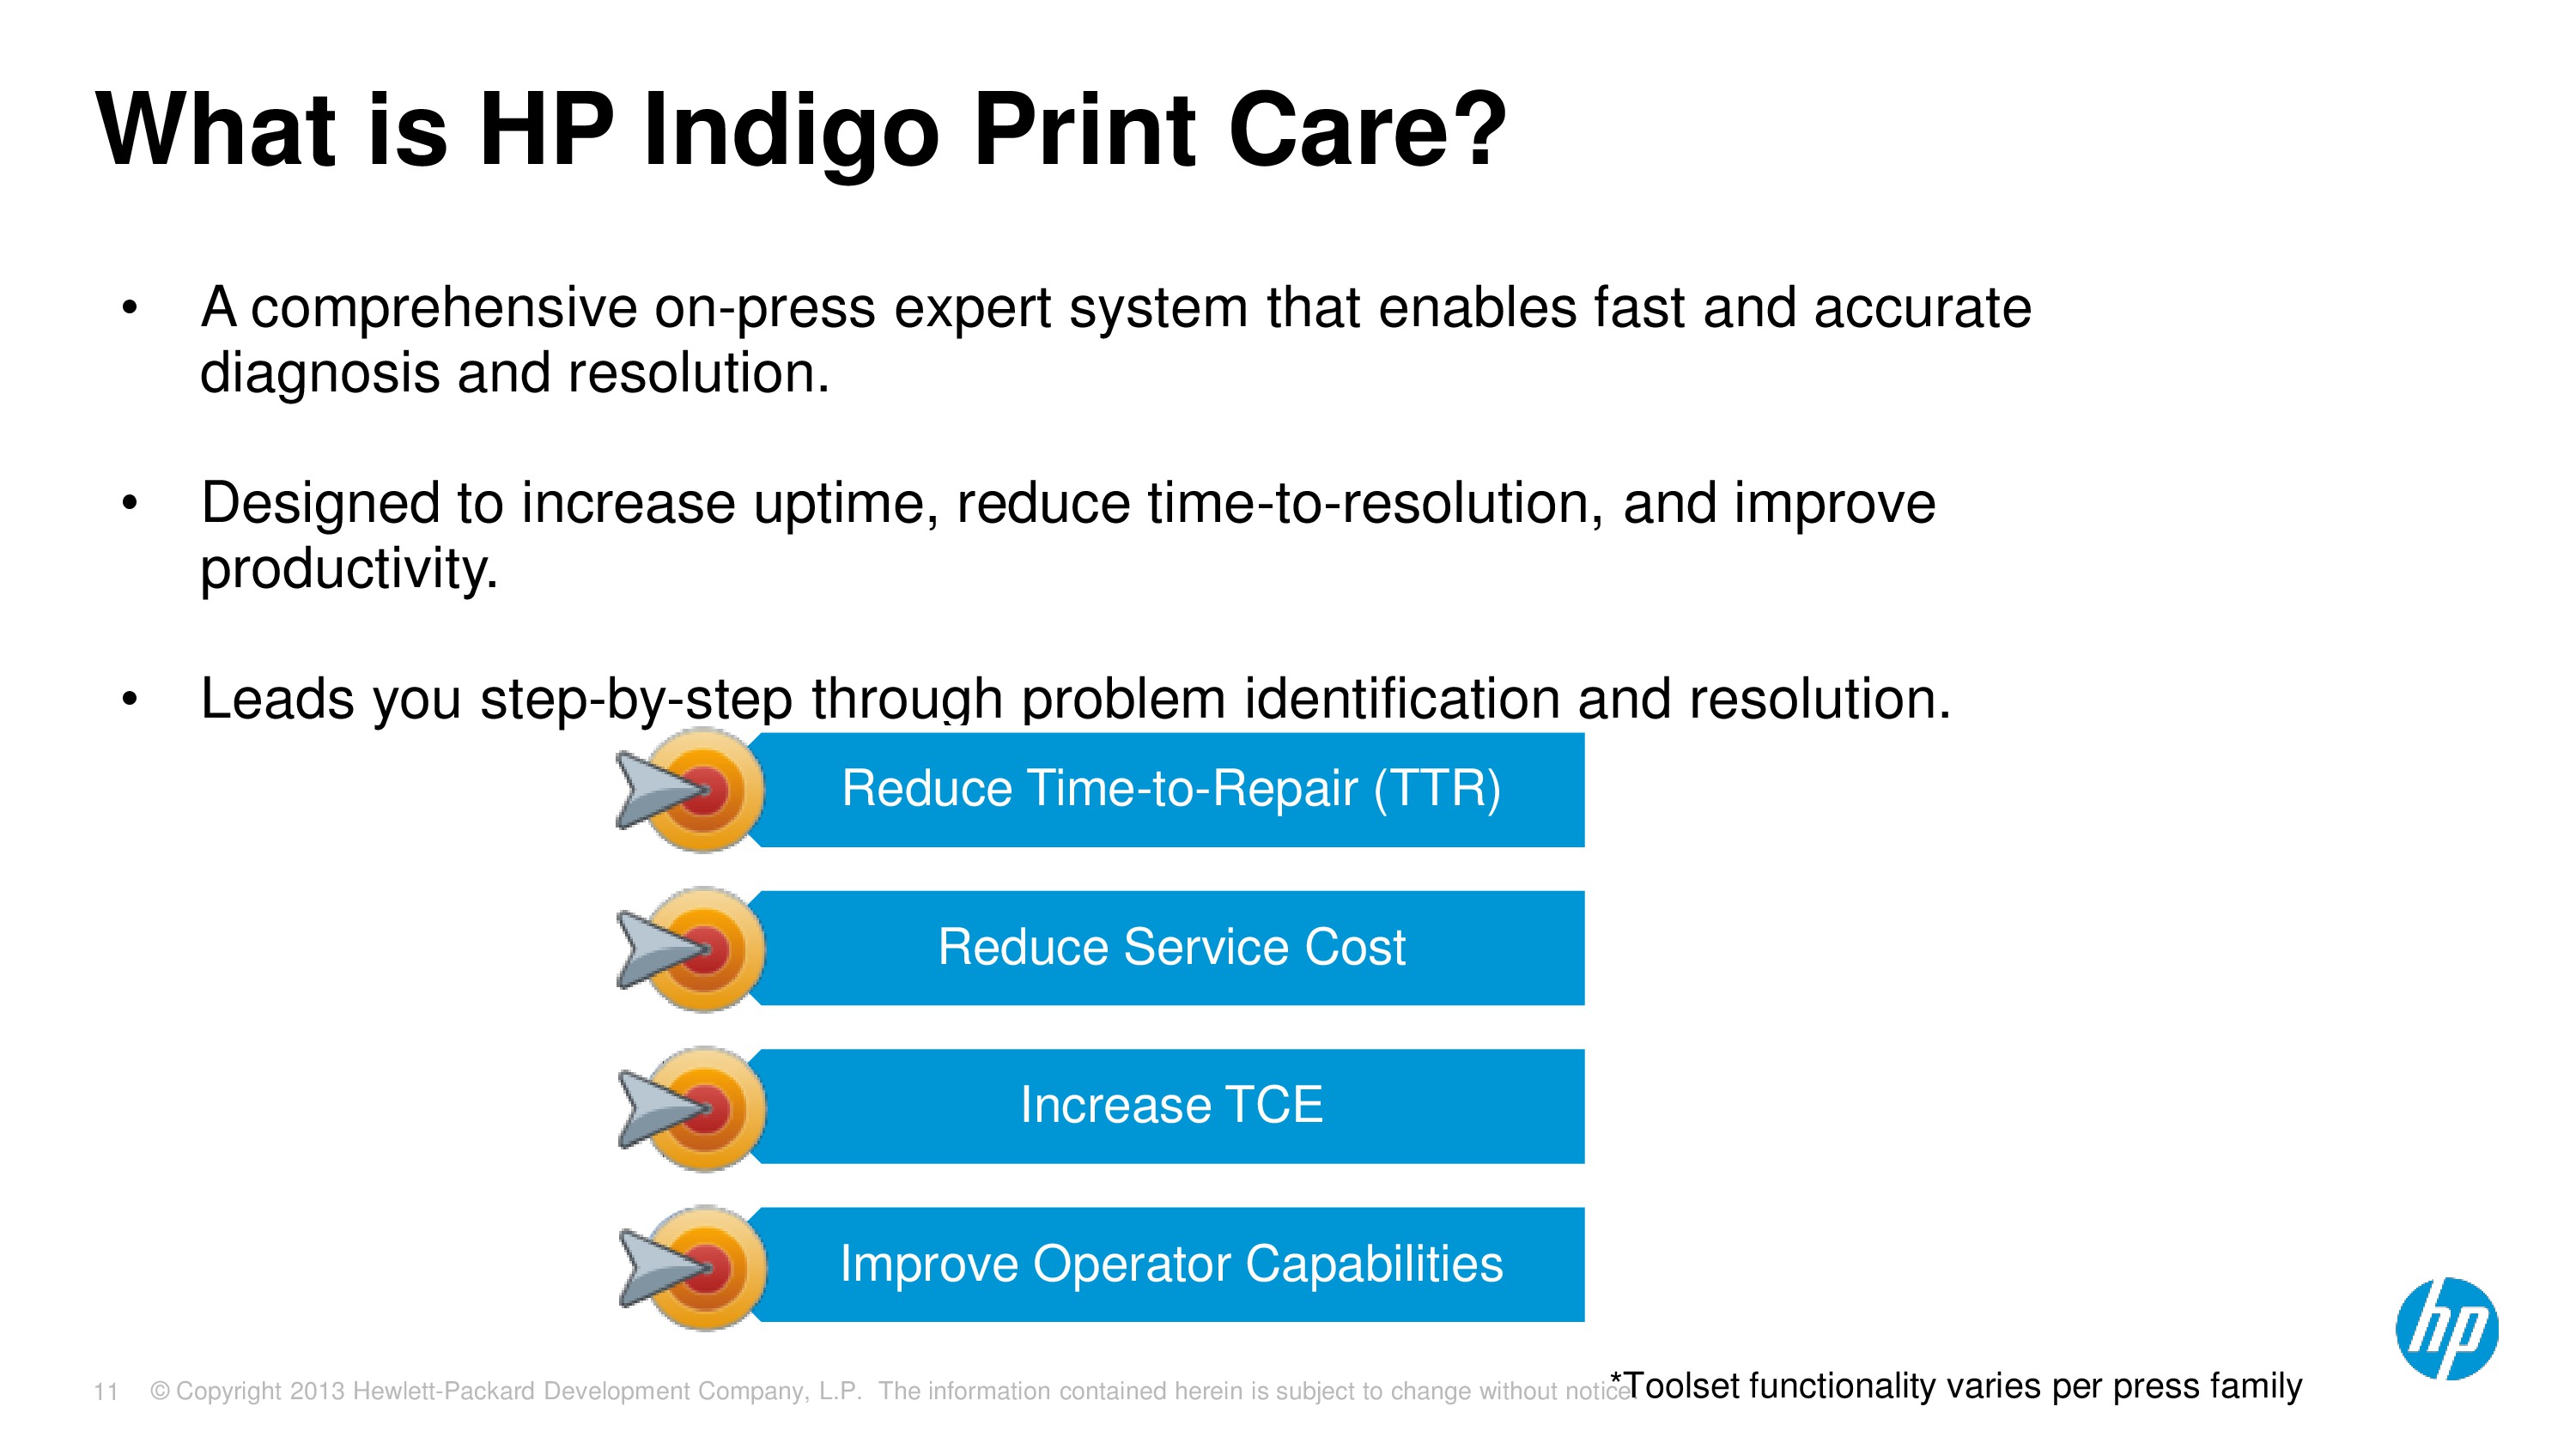 What is HP Indigo Print Care?
• A comprehensive on-press expert system that enables fast and accurate
diagnosis and resolution.
• Designed to increase uptime, reduce time-to-resolution, and improve
productivity.
• Leads you step-by-step through problem identification and resolution.
Reduce Time-to-Repair (TTR)
Reduce Service Cost
Increase TCE
Improve Operator Capabilities
hp
11 © Copyright 2013 Hewlett-Packard Development Company, L.P. The information contained herein is subject to change without notice.
*Toolset functionality varies per press family